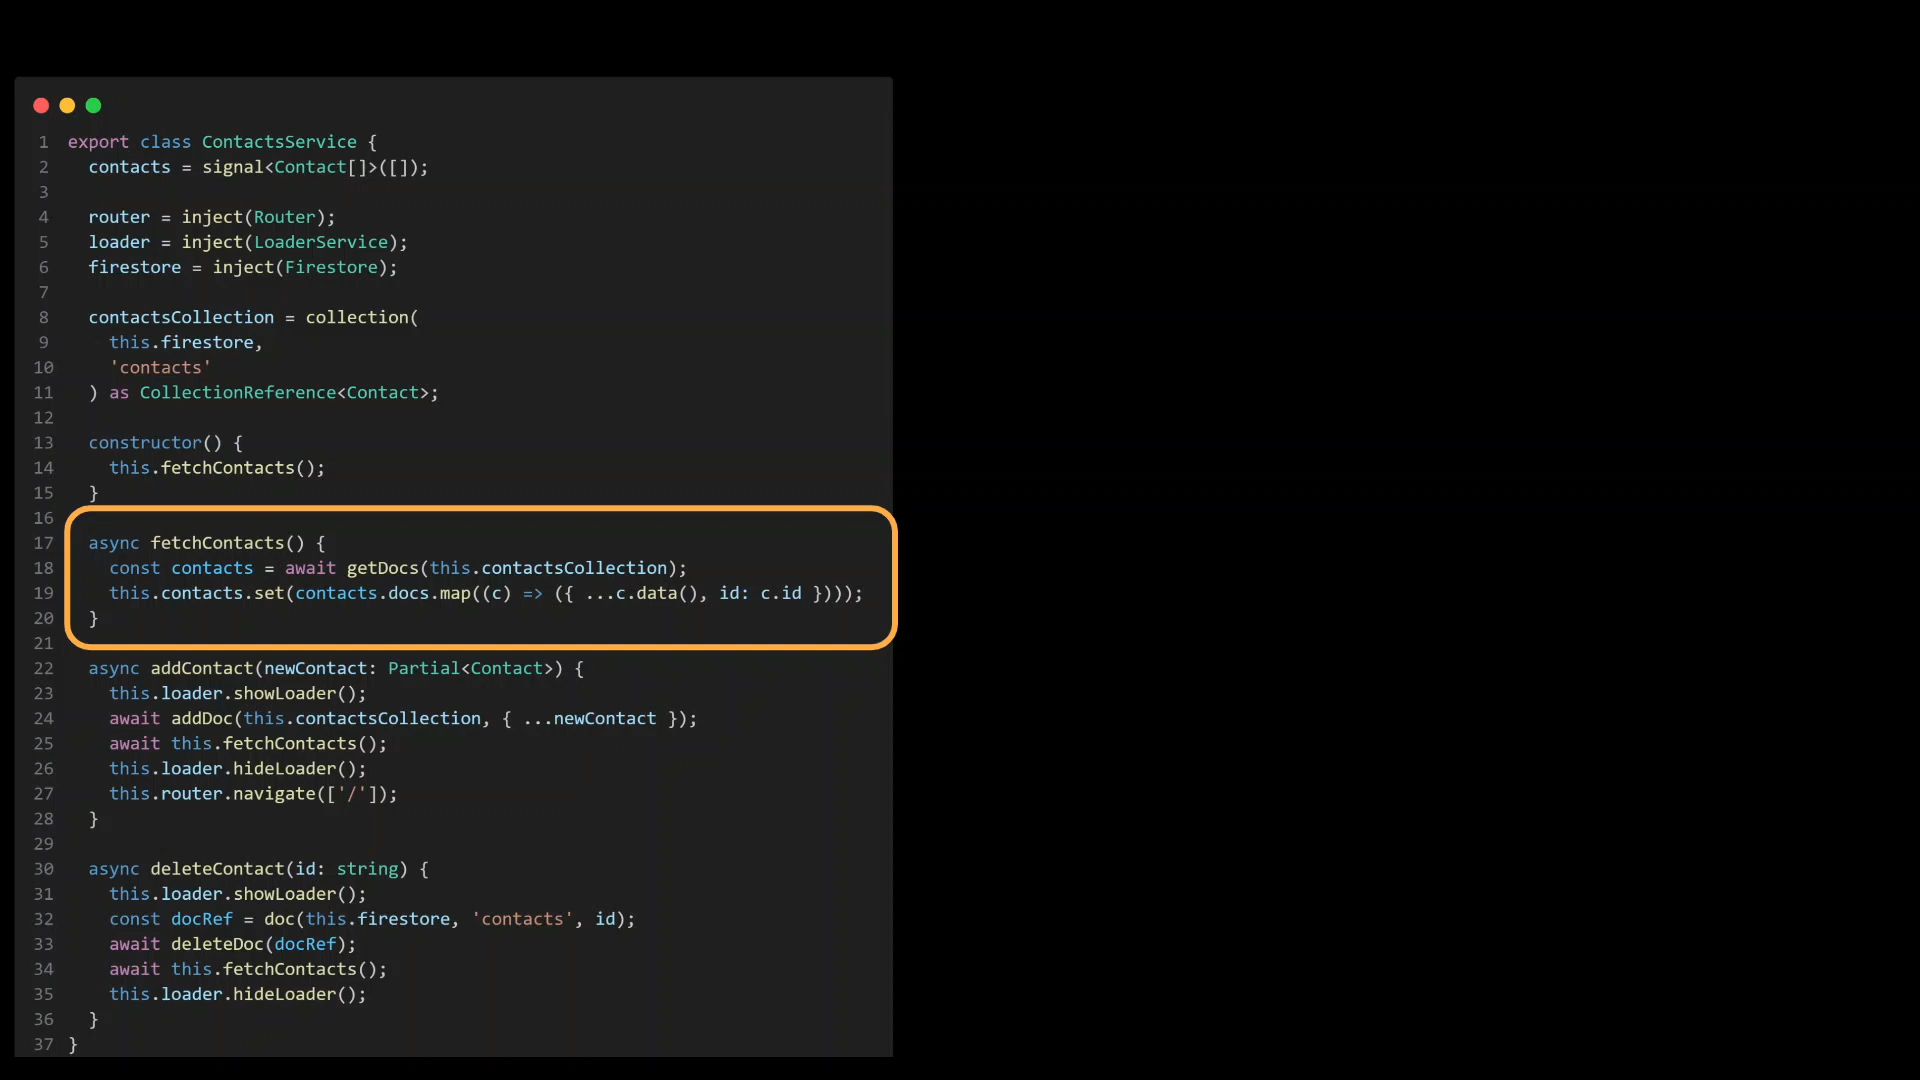 1 export class ContactsService {
2   contacts = signal<Contact[]>([]);
3
4   router = inject(Router);
5   loader = inject(LoaderService);
6   firestore = inject(Firestore);
7
8   contactsCollection = collection(
9     this.firestore,
10     'contacts'
11   ) as CollectionReference<Contact>;
12
13   constructor() {
14     this.fetchContacts();
15   }
16
17   async fetchContacts() {
18     const contacts = await getDocs(this.contactsCollection);
19     this.contacts.set(contacts.docs.map((c) => ({ ...c.data(), id: c.id })));
20   }
21
22   async addContact(newContact: Partial<Contact>) {
23     this.loader.showLoader();
24     await addDoc(this.contactsCollection, { ...newContact });
25     await this.fetchContacts();
26     this.loader.hideLoader();
27     this.router.navigate(['/']);
28   }
29
30   async deleteContact(id: string) {
31     this.loader.showLoader();
32     const docRef = doc(this.firestore, 'contacts', id);
33     await deleteDoc(docRef);
34     await this.fetchContacts();
35     this.loader.hideLoader();
36   }
37 }